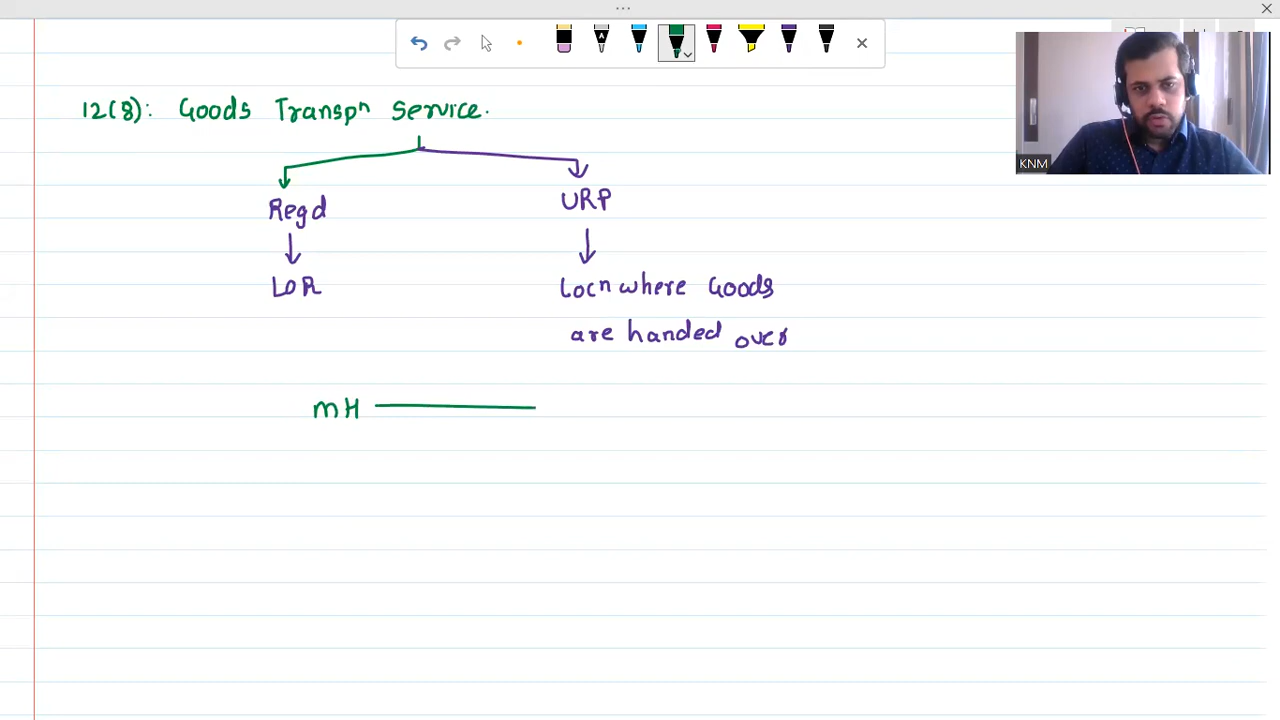 12(8): Goods Transpⁿ Service.
Regd URP
LOR Locⁿ where Goods
are handed over
mH
KNM